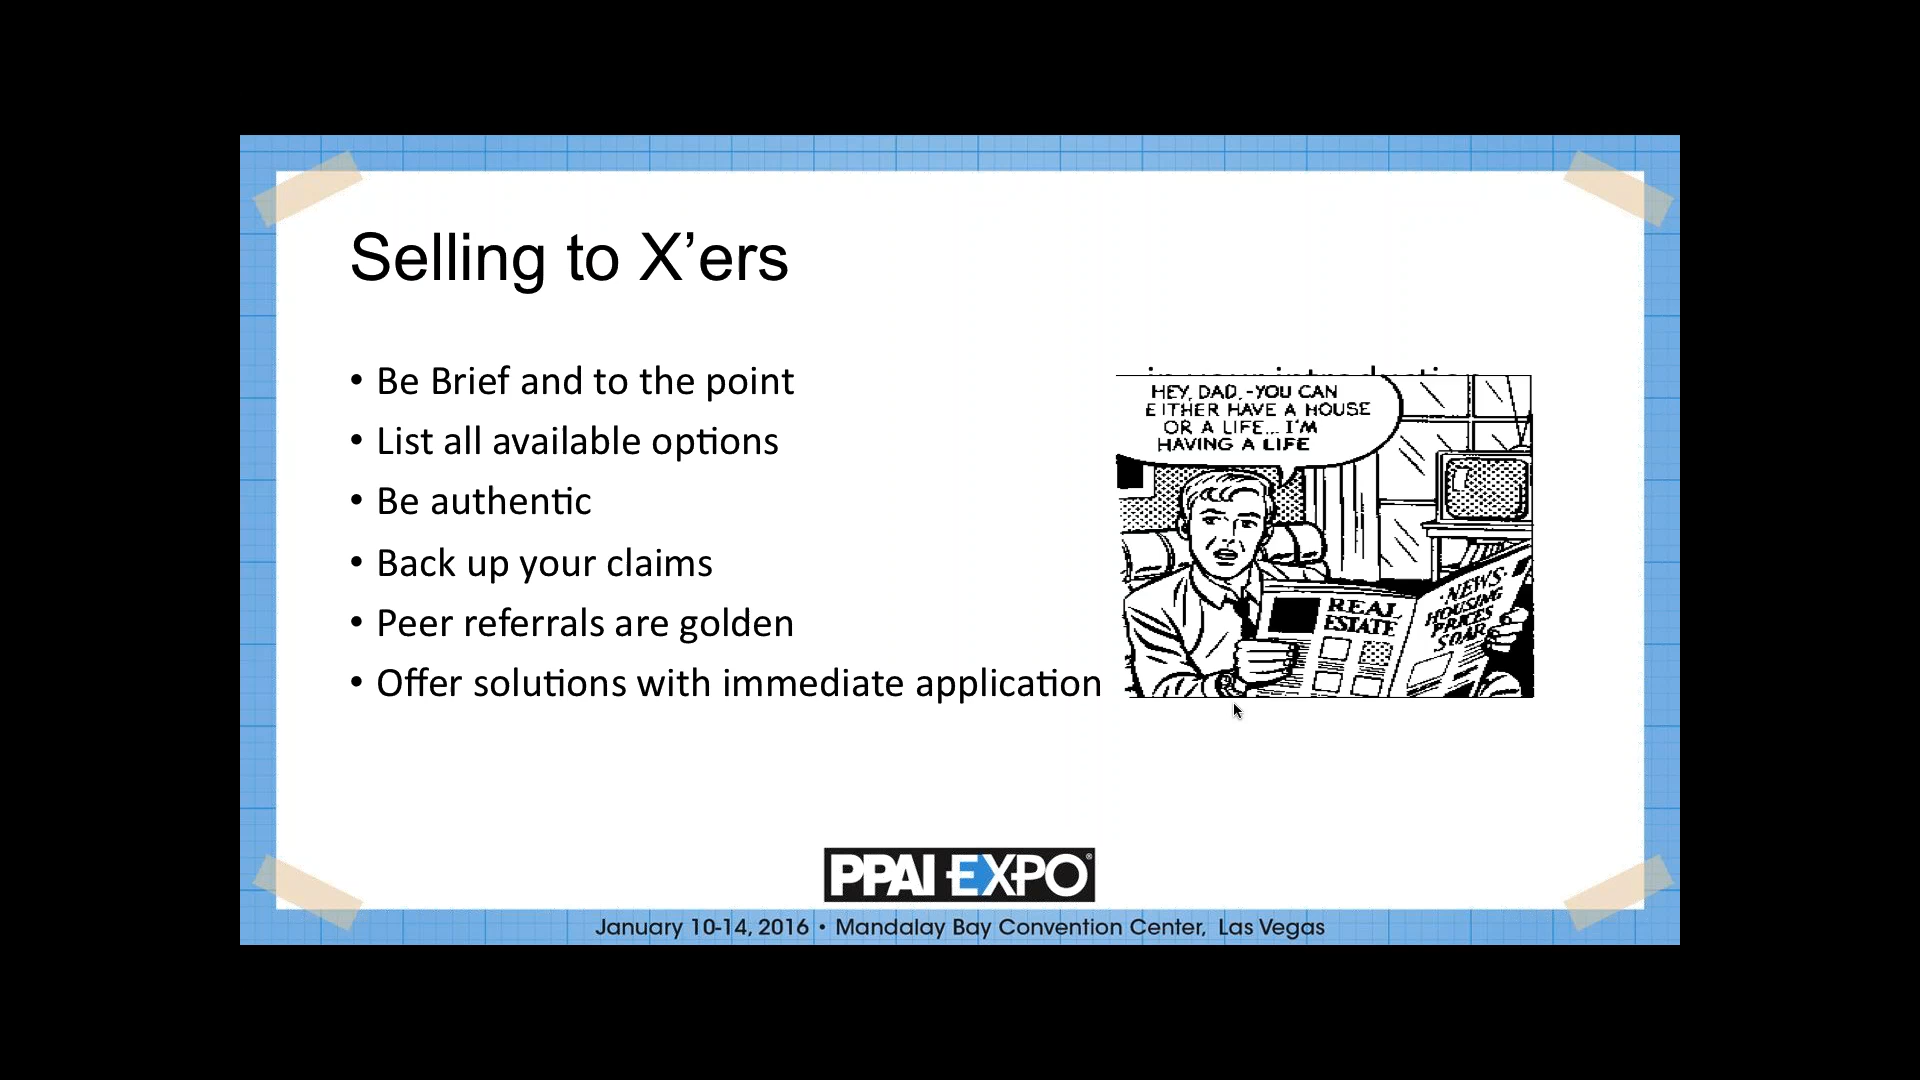 Selling to X’ers
• Be Brief and to the point
• List all available options
• Be authentic
• Back up your claims
• Peer referrals are golden
• Offer solutions with immediate application
HEY, DAD,-YOU CAN
EITHER HAVE A HOUSE
OR A LIFE... I'M
HAVING A LIFE
REAL
ESTATE
NEWS
HOUSING
PRICES
SOAR
PPAI EXPO®
January 10-14, 2016 • Mandalay Bay Convention Center, Las Vegas